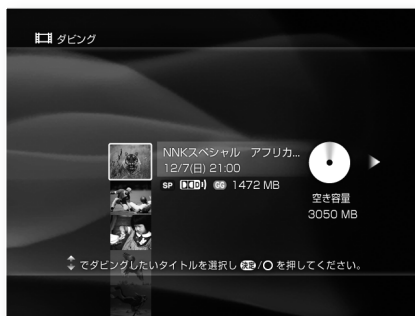 ダビング
NNKスペシャル アフリカ...
12/7(日) 21:00
SP DDD!) GG 1472 MB
空き容量
3050 MB
でダビングしたいタイトルを選択し 決定/○ を押してください。